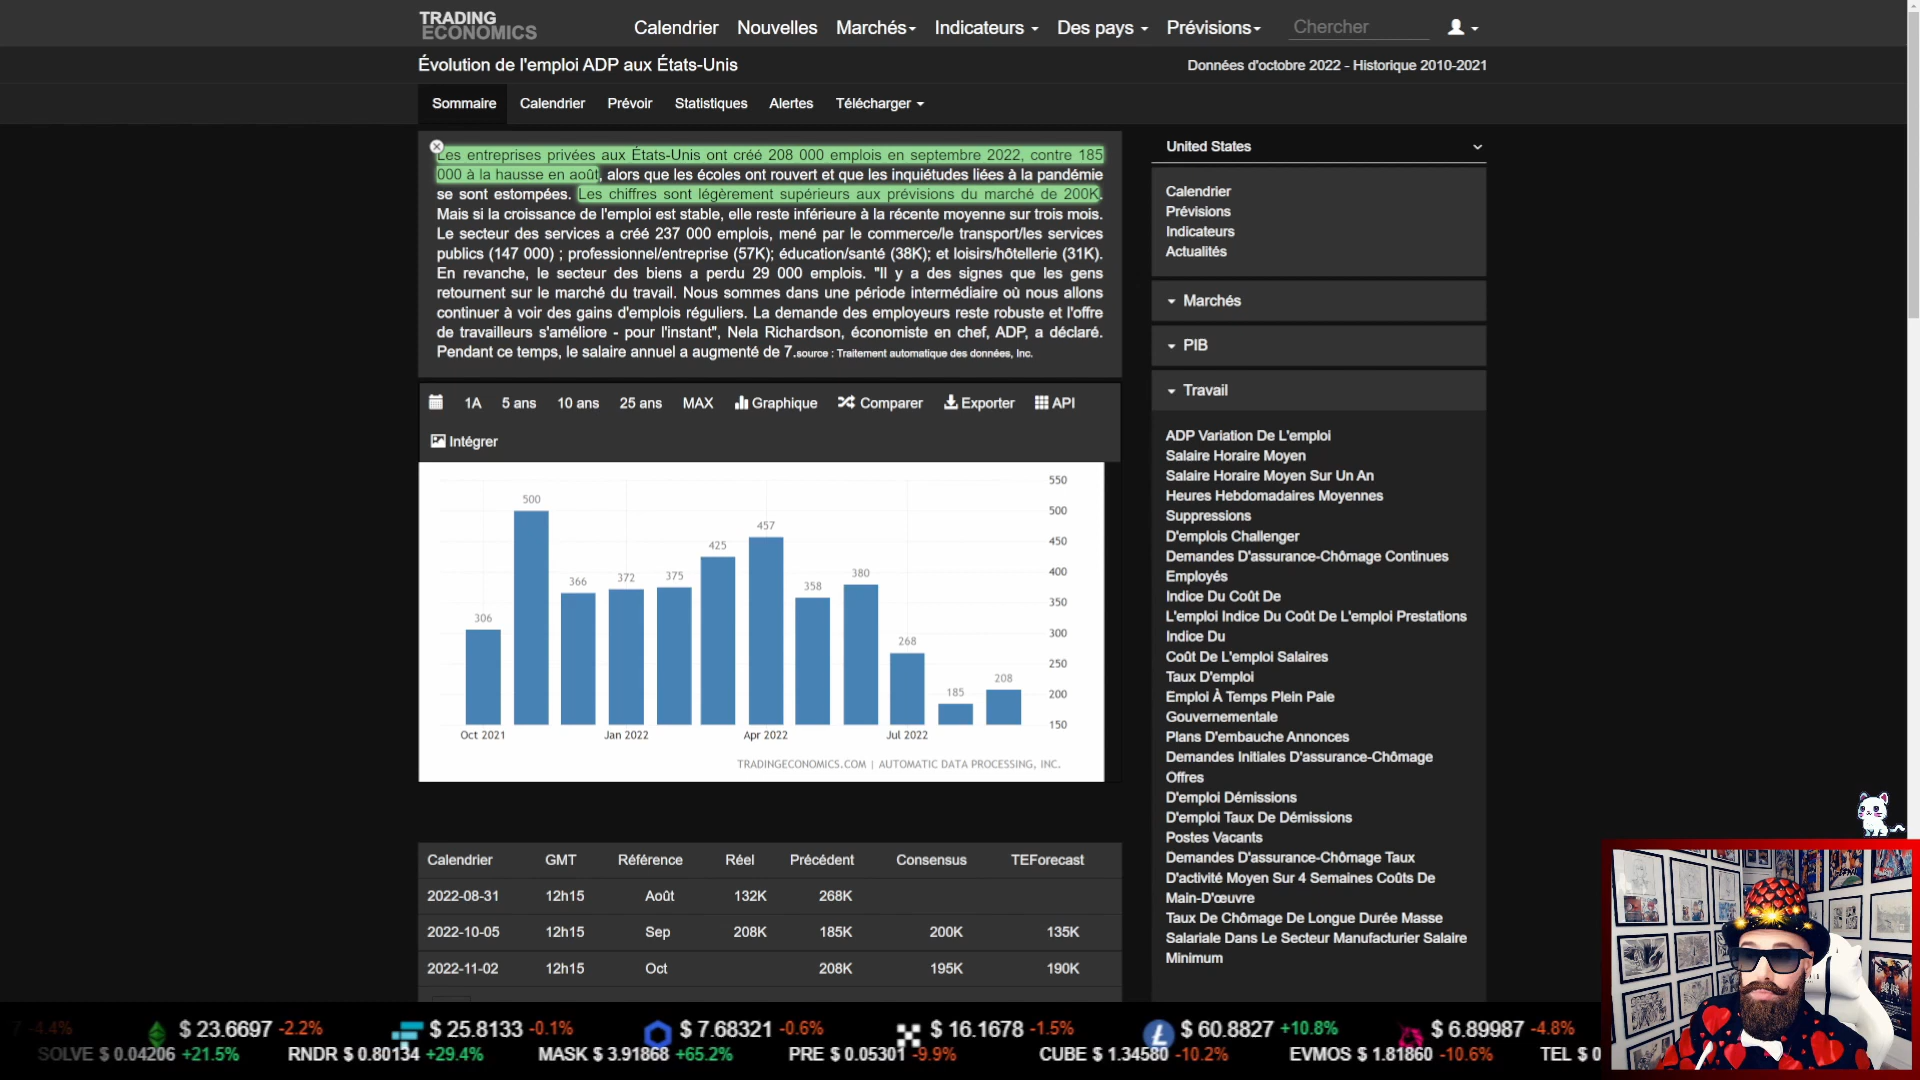 TRADING
ECONOMICS
Calendrier Nouvelles Marchés Indicateurs Des pays Prévisions Chercher
Évolution de l'emploi ADP aux États-Unis
Données d'octobre 2022 - Historique 2010-2021
Sommaire Calendrier Prévoir Statistiques Alertes Télécharger
Les entreprises privées aux États-Unis ont créé 208 000 emplois en septembre 2022, contre 185
000 à la hausse en août, alors que les écoles ont rouvert et que les inquiétudes liées à la pandémie
se sont estompées. Les chiffres sont légèrement supérieurs aux prévisions du marché de 200K.
Mais si la croissance de l'emploi est stable, elle reste inférieure à la récente moyenne sur trois mois.
Le secteur des services a créé 237 000 emplois, mené par le commerce/le transport/les services
publics (147 000) ; professionnel/entreprise (57K); éducation/santé (38K); et loisirs/hôtellerie (31K).
En revanche, le secteur des biens a perdu 29 000 emplois. "Il y a des signes que les gens
retournent sur le marché du travail. Nous sommes dans une période intermédiaire où nous allons
continuer à voir des gains d'emplois réguliers. La demande des employeurs reste robuste et l'offre
de travailleurs s'améliore - pour l'instant", Nela Richardson, économiste en chef, ADP, a déclaré.
Pendant ce temps, le salaire annuel a augmenté de 7.source : Traitement automatique des données, Inc.
1A 5 ans 10 ans 25 ans MAX Graphique Comparer Exporter API
Intégrer
550
500
450
400
350
300
250
200
150
306 500 366 372 375 425 457 358 380 268 185 208
Oct 2021 Jan 2022 Apr 2022 Jul 2022
TRADINGECONOMICS.COM | AUTOMATIC DATA PROCESSING, INC.
Calendrier GMT Référence Réel Précédent Consensus TEForecast
2022-08-31 12h15 Août 132K 268K
2022-10-05 12h15 Sep 208K 185K 200K 135K
2022-11-02 12h15 Oct 208K 195K 190K
United States
Calendrier
Prévisions
Indicateurs
Actualités
Marchés
PIB
Travail
ADP Variation De L'emploi
Salaire Horaire Moyen
Salaire Horaire Moyen Sur Un An
Heures Hebdomadaires Moyennes
Suppressions
D'emplois Challenger
Demandes D'assurance-Chômage Continues
Employés
Indice Du Coût De
L'emploi Indice Du Coût De L'emploi Prestations
Indice Du
Coût De L'emploi Salaires
Taux D'emploi
Emploi À Temps Plein Paie
Gouvernementale
Plans D'embauche Annonces
Demandes Initiales D'assurance-Chômage
Offres
D'emploi Démissions
D'emploi Taux De Démissions
Postes Vacants
Demandes D'assurance-Chômage Taux
D'activité Moyen Sur 4 Semaines Coûts De
Main-D'œuvre
Taux De Chômage De Longue Durée Masse
Salariale Dans Le Secteur Manufacturier Salaire
Minimum
7 -4.4% $ 23.6697 -2.2% $ 25.8133 -0.1% $ 7.68321 -0.6% $ 16.1678 -1.5% $ 60.8827 +10.8% $ 6.89987 -4.8%
SOLVE $ 0.04206 +21.5% RNDR $ 0.80134 +29.4% MASK $ 3.91868 +65.2% PRE $ 0.05301 -9.9% CUBE $ 1.34580 -10.2% EVMOS $ 1.81860 -10.6% TEL $ 0